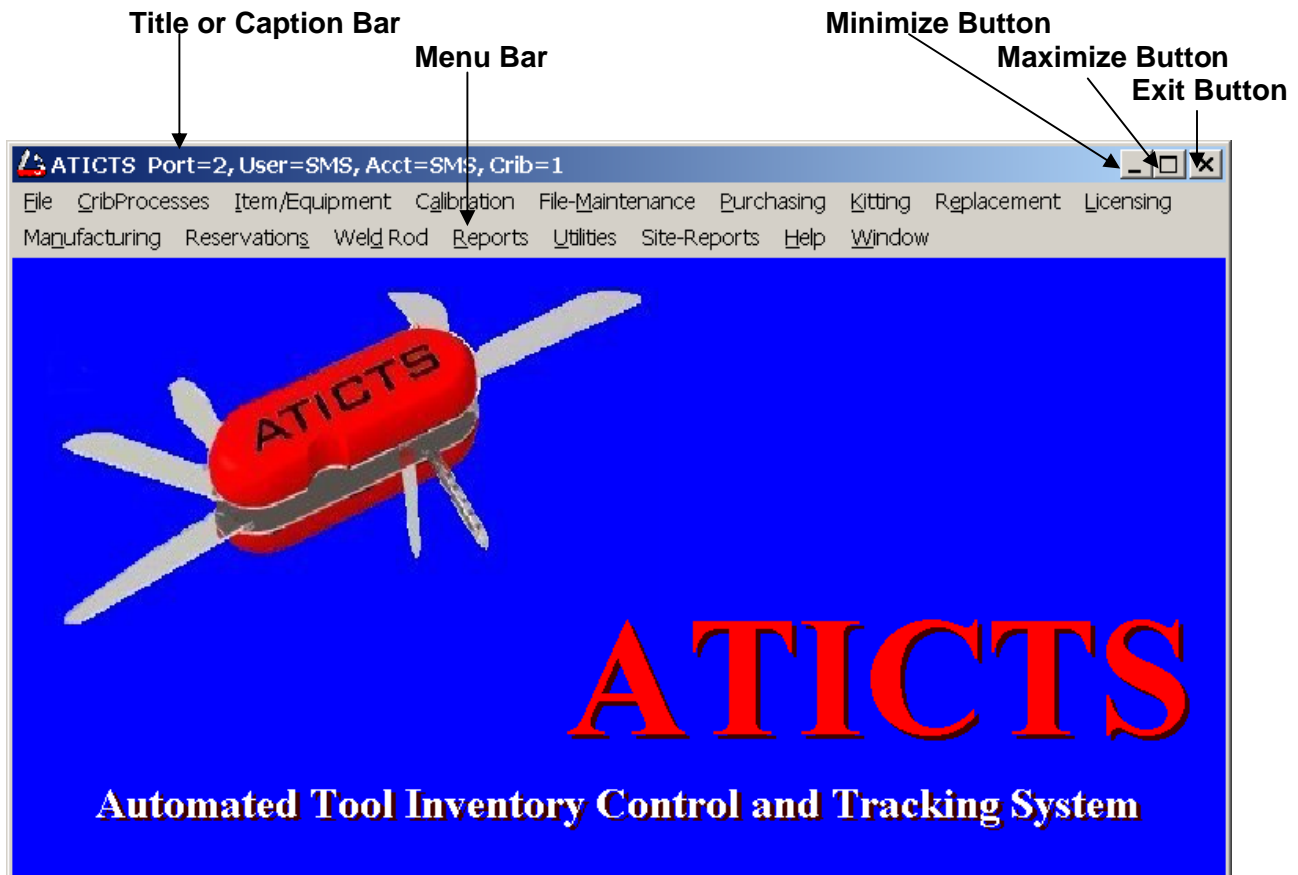 Title or Caption Bar
Minimize Button
Menu Bar
Maximize Button
Exit Button
ATICTS Port=2, User=SMS, Acct=SMS, Crib=1
File CribProcesses Item/Equipment Calibration File-Maintenance Purchasing Kitting Replacement Licensing
Manufacturing Reservations Weld Rod Reports Utilities Site-Reports Help Window
ATICTS
ATICTS
Automated Tool Inventory Control and Tracking System